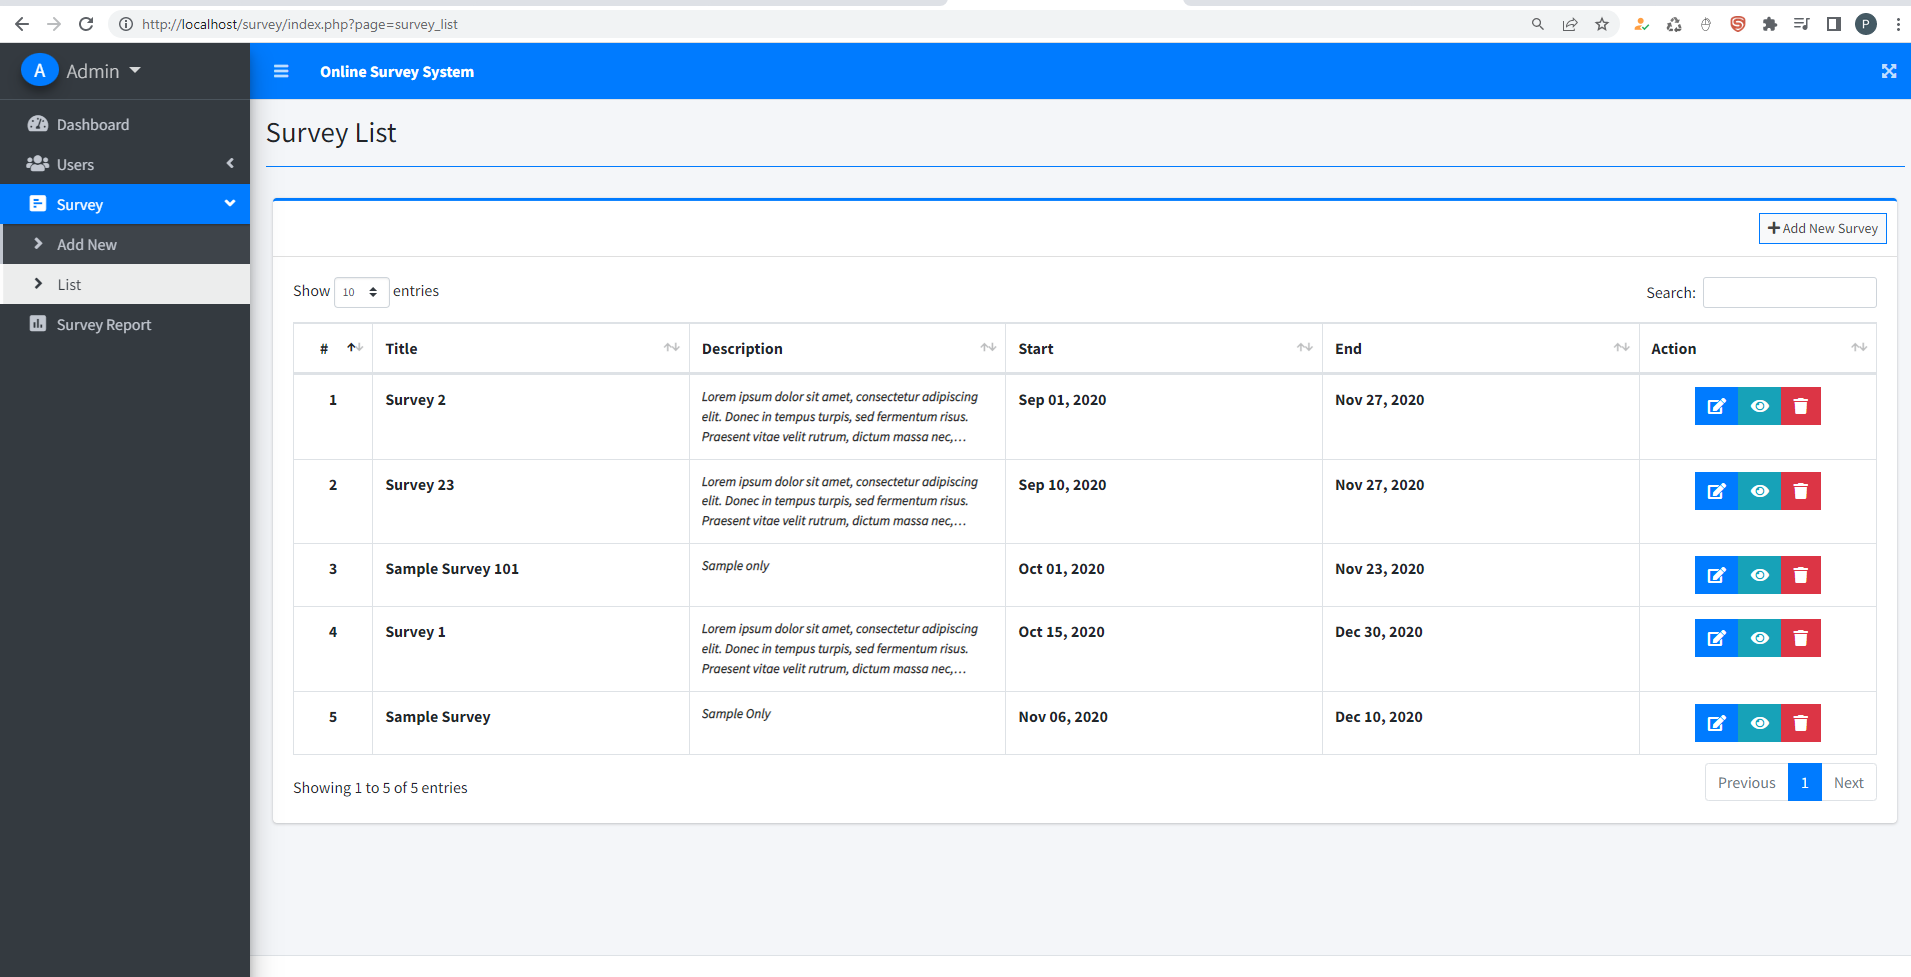 http://localhost/survey/index.php?page=survey_list
P
A Admin
Online Survey System
Dashboard
Users
Survey
Add New
List
Survey Report
Survey List
Add New Survey
Show 10 entries
Search:
# Title Description Start End Action
1 Survey 2 Lorem ipsum dolor sit amet, consectetur adipiscing Sep 01, 2020 Nov 27, 2020
elit. Donec in tempus turpis, sed fermentum risus.
Praesent vitae velit rutrum, dictum massa nec,...
2 Survey 23 Lorem ipsum dolor sit amet, consectetur adipiscing Sep 10, 2020 Nov 27, 2020
elit. Donec in tempus turpis, sed fermentum risus.
Praesent vitae velit rutrum, dictum massa nec,...
3 Sample Survey 101 Sample only Oct 01, 2020 Nov 23, 2020
4 Survey 1 Lorem ipsum dolor sit amet, consectetur adipiscing Oct 15, 2020 Dec 30, 2020
elit. Donec in tempus turpis, sed fermentum risus.
Praesent vitae velit rutrum, dictum massa nec,...
5 Sample Survey Sample Only Nov 06, 2020 Dec 10, 2020
Showing 1 to 5 of 5 entries
Previous 1 Next